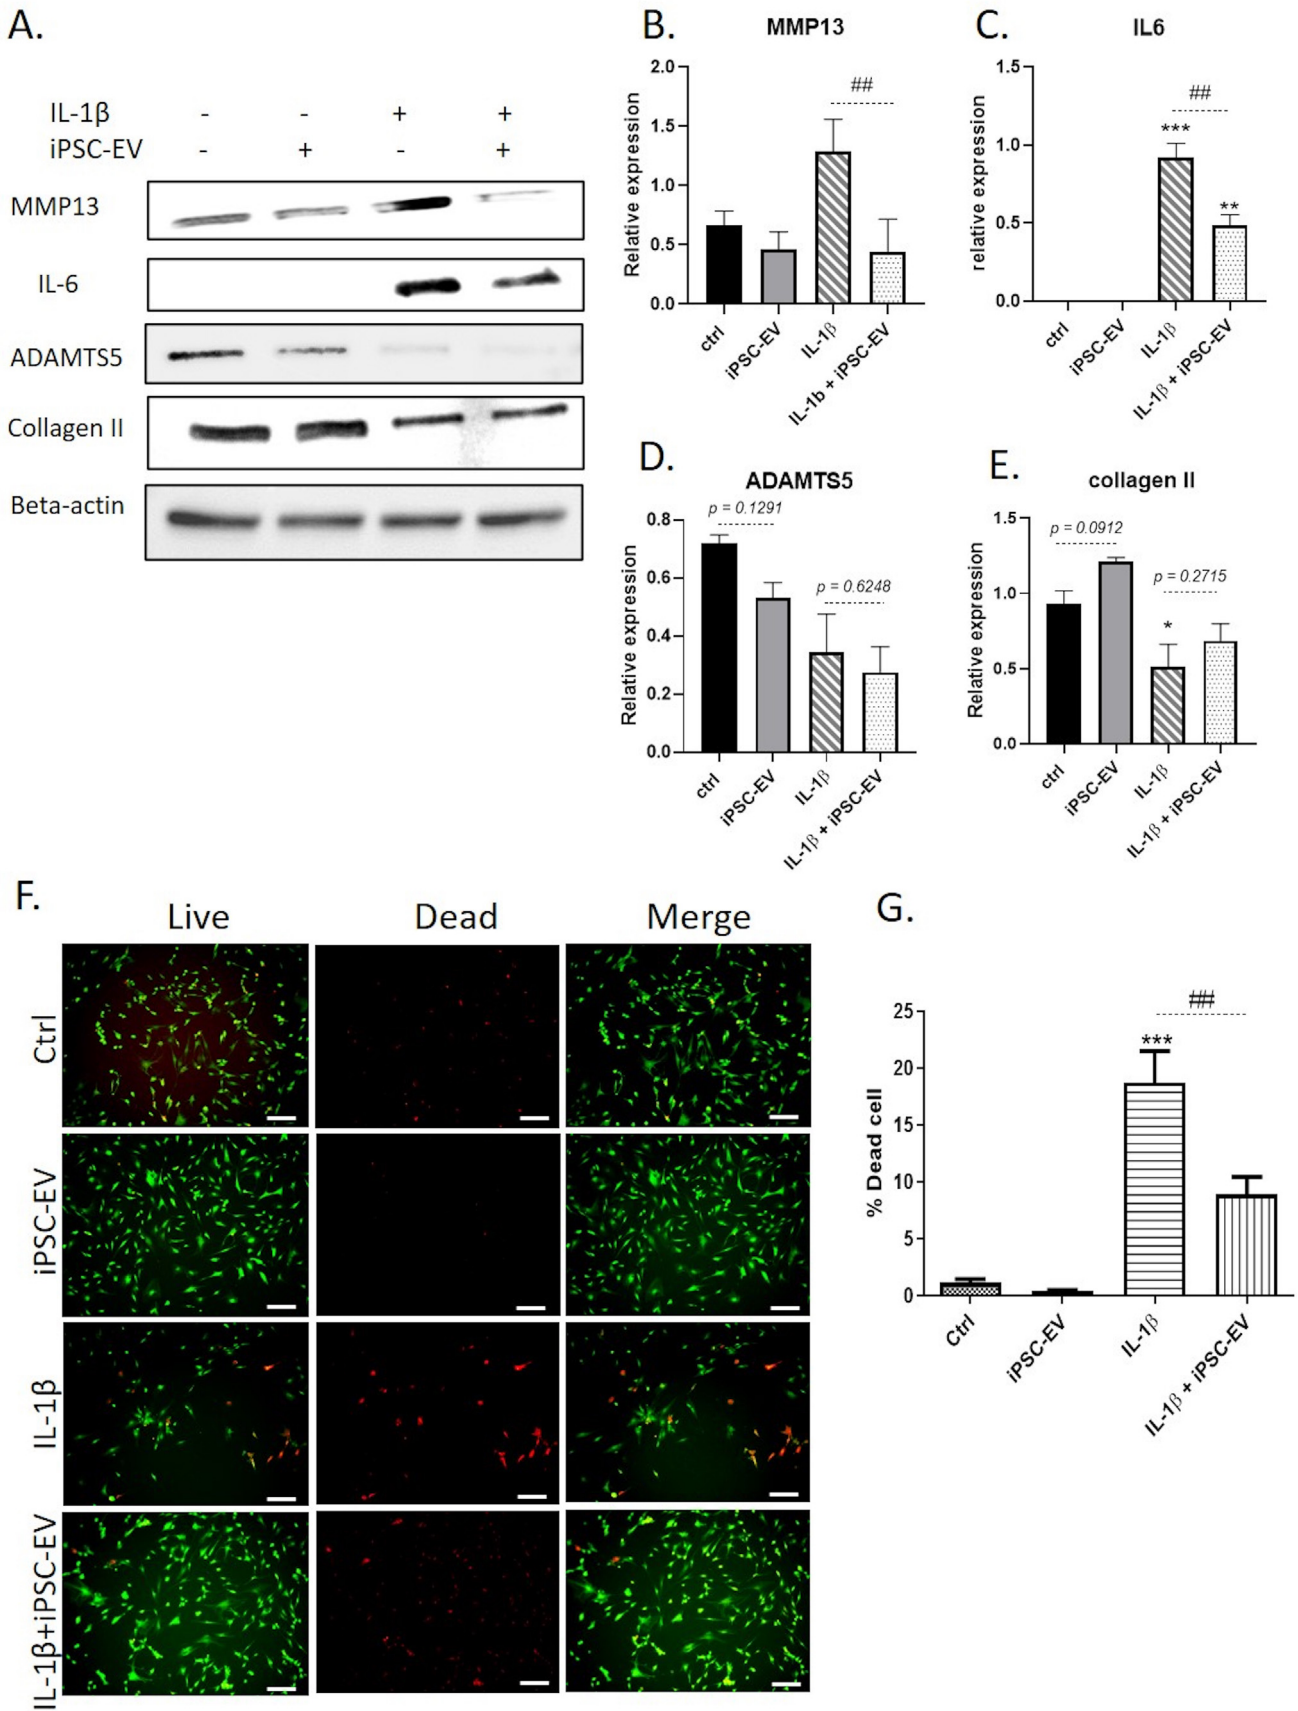 A.
IL-1β - - + +
iPSC-EV - + - +
MMP13
IL-6
ADAMTS5
Collagen II
Beta-actin
B.
MMP13
Relative expression
2.0
1.5
1.0
0.5
0.0
##
ctrl
iPSC-EV
IL-1β
IL-1b + iPSC-EV
C.
IL6
relative expression
1.5
1.0
0.5
0.0
***
##
**
ctrl
iPSC-EV
IL-1β
IL-1β + iPSC-EV
D.
ADAMTS5
Relative expression
0.8
0.6
0.4
0.2
0.0
p = 0.1291
p = 0.6248
ctrl
iPSC-EV
IL-1β
IL-1β + iPSC-EV
E.
collagen II
Relative expression
1.5
1.0
0.5
0.0
p = 0.0912
p = 0.2715
*
ctrl
iPSC-EV
IL-1β
IL-1β + iPSC-EV
F.
Live Dead Merge
Ctrl
iPSC-EV
IL-1β
IL-1β+iPSC-EV
G.
% Dead cell
25
20
15
10
5
0
***
##
Ctrl
iPSC-EV
IL-1β
IL-1β + iPSC-EV